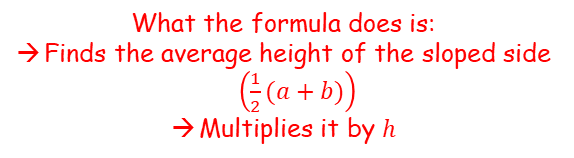 What the formula does is:
→ Finds the average height of the sloped side
(½(a + b))
→ Multiplies it by h